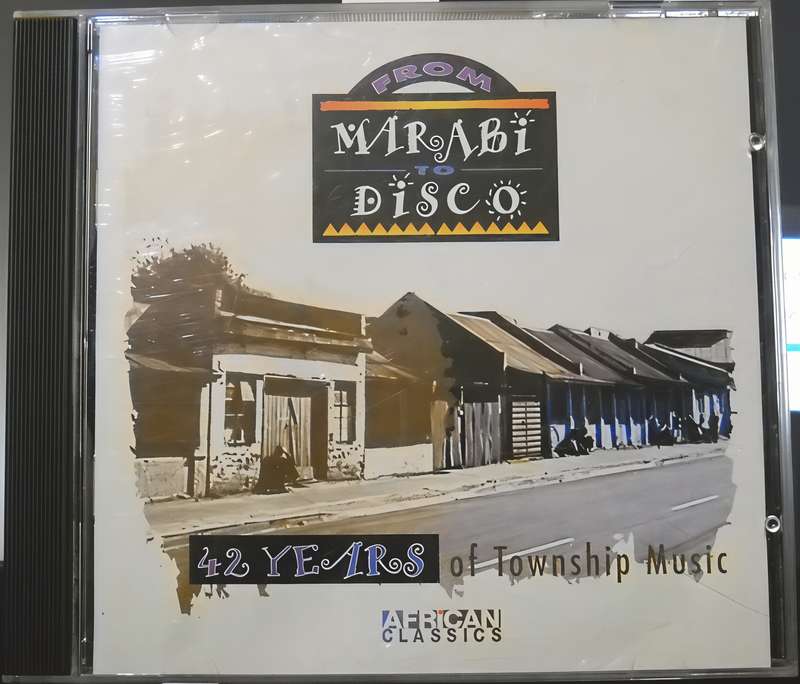 FROM
MARABI
TO
DISCO
42 YEARS of Township Music
AFRICAN
CLASSICS